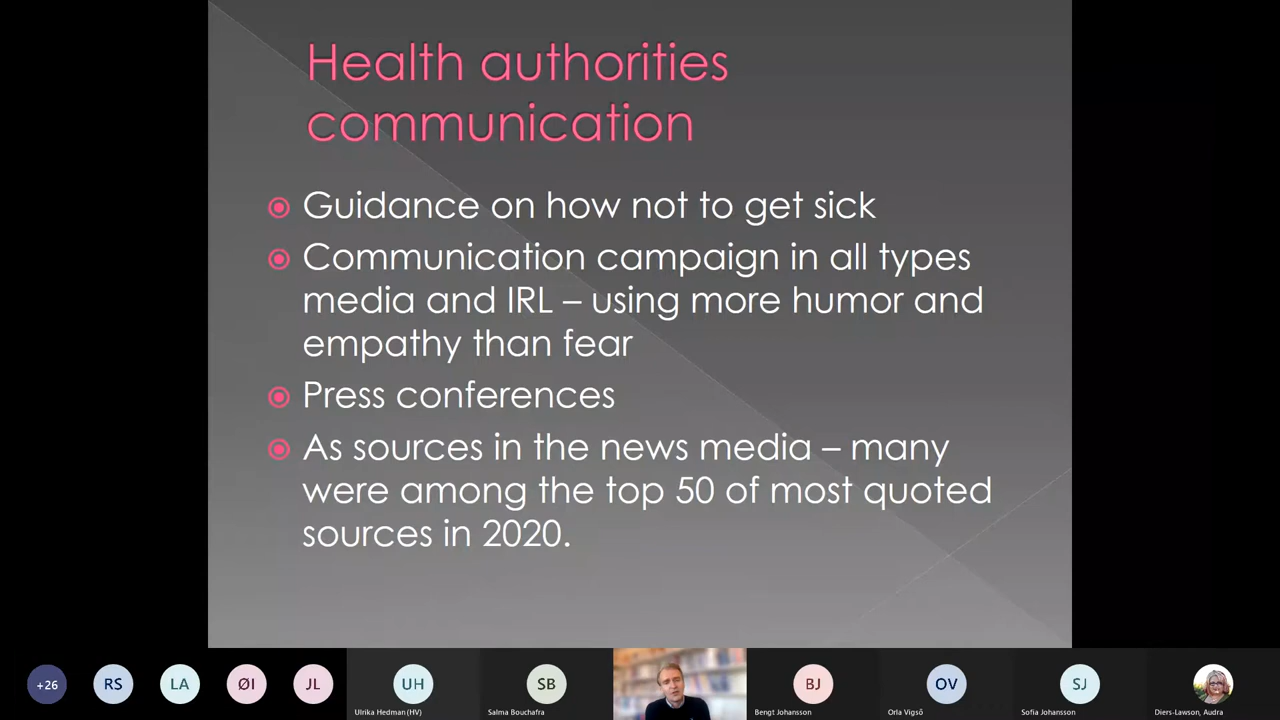 Health authorities
communication
Guidance on how not to get sick
Communication campaign in all types
media and IRL – using more humor and
empathy than fear
Press conferences
As sources in the news media – many
were among the top 50 of most quoted
sources in 2020.
+26
RS
LA
ØI
JL
UH
SB
BJ
OV
SJ
Ulrika Hedman (HV)
Salma Bouchafra
Bengt Johansson
Orla Vigsö
Sofia Johansson
Diers-Lawson, Audra